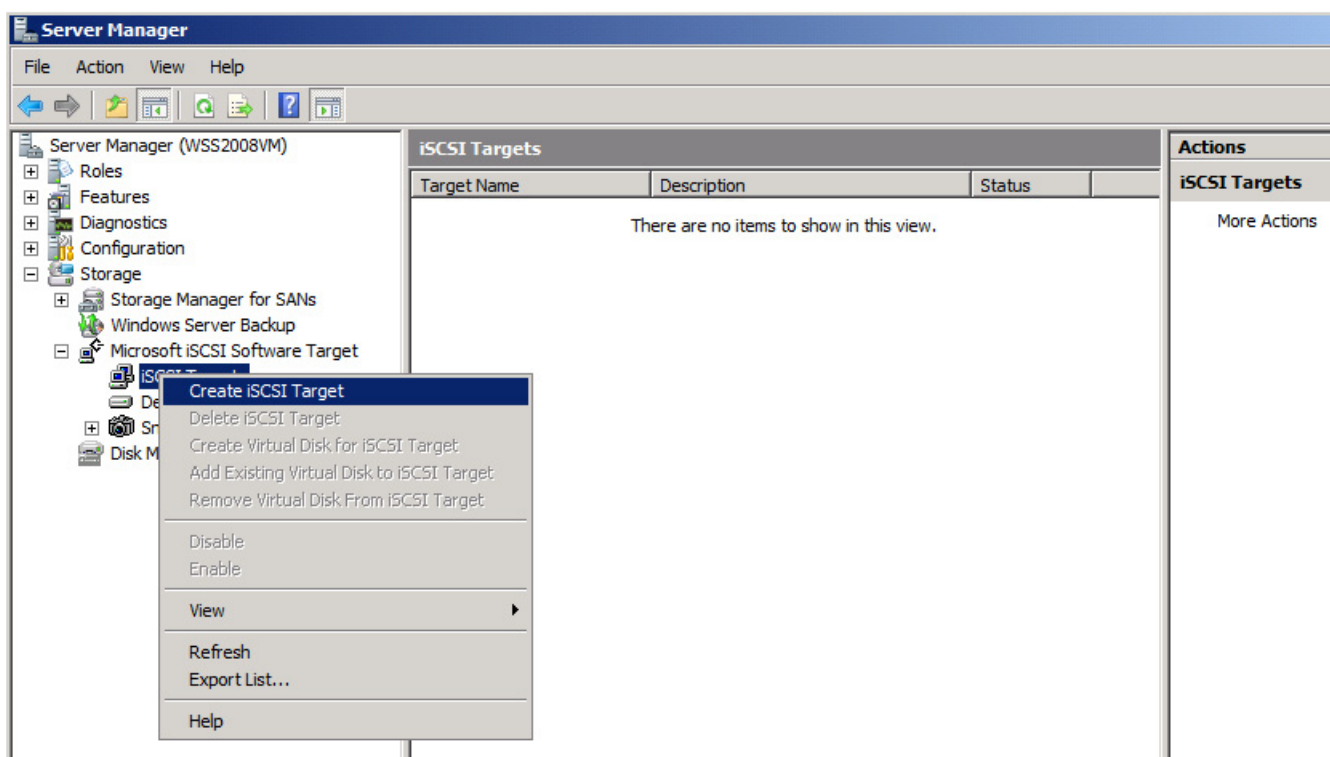 Server Manager
File Action View Help
Server Manager (WSS2008VM)
Roles
Features
Diagnostics
Configuration
Storage
Storage Manager for SANs
Windows Server Backup
Microsoft iSCSI Software Target
Disk M
iSCSI Targets
Target Name Description Status
There are no items to show in this view.
Create iSCSI Target
Delete iSCSI Target
Create Virtual Disk for iSCSI Target
Add Existing Virtual Disk to iSCSI Target
Remove Virtual Disk From iSCSI Target
Disable
Enable
View
Refresh
Export List...
Help
Actions
iSCSI Targets
More Actions